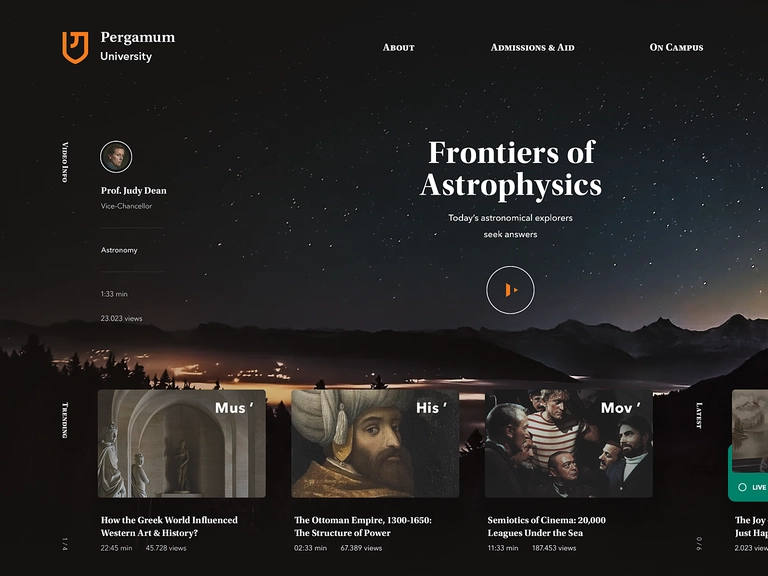 Pergamum
University
About
Admissions & Aid
On Campus
Video Info
Prof. Judy Dean
Vice-Chancellor
Astronomy
1:33 min
23.023 views
Frontiers of
Astrophysics
Today's astronomical explorers
seek answers
Trending
1/4
Mus ’
How the Greek World Influenced
Western Art & History?
22:45 min 45.728 views
His ’
The Ottoman Empire, 1300-1650:
The Structure of Power
02:33 min 67.389 views
Mov ’
Semiotics of Cinema: 20,000
Leagues Under the Sea
11:33 min 187.453 views
Latest
0/6
LIVE
The Joy
Just Hap
2.023 view